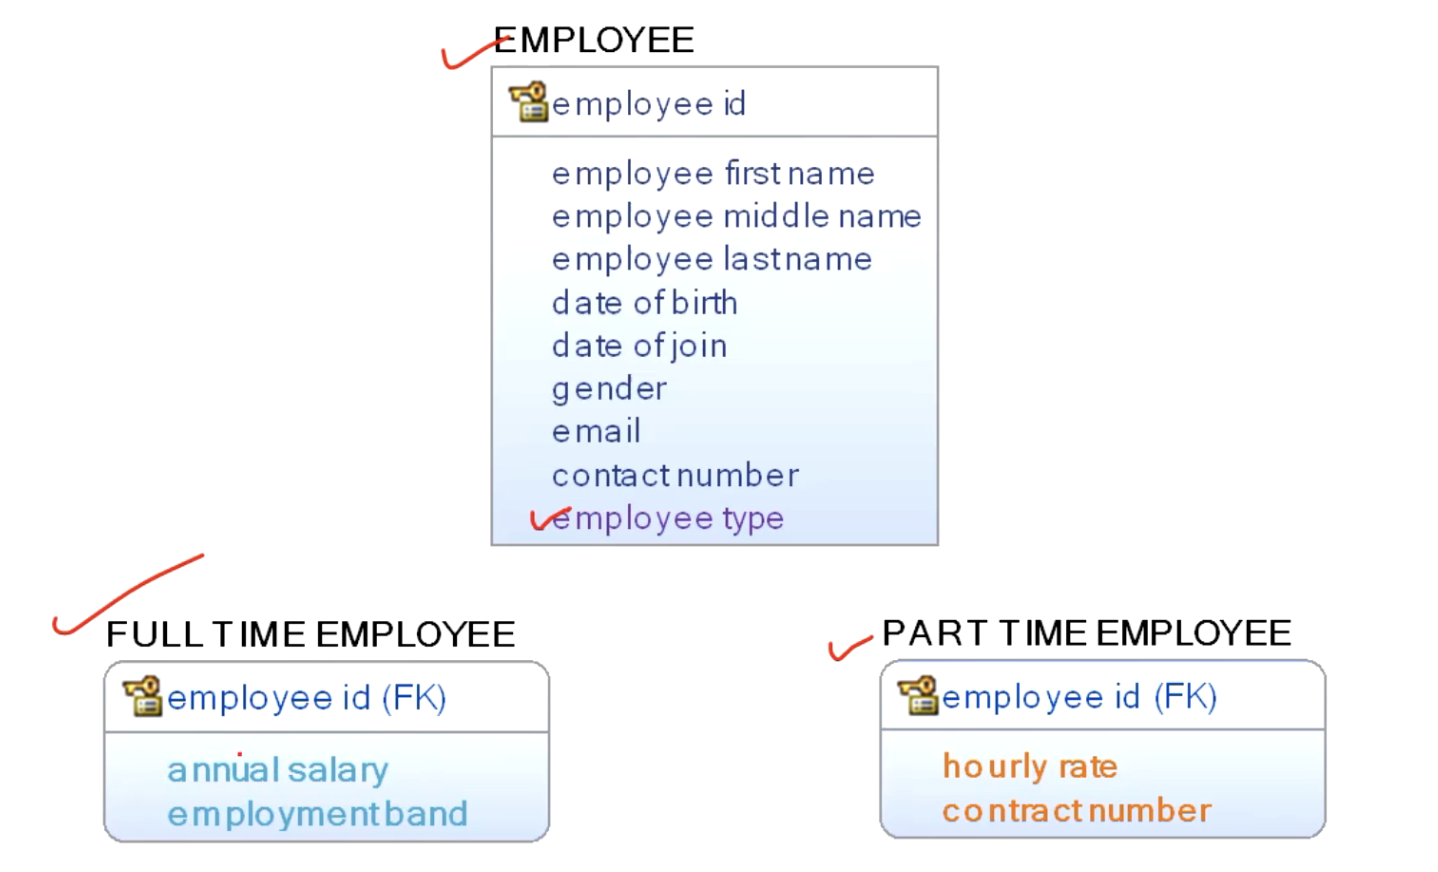 EMPLOYEE
employee id
employee first name
employee middle name
employee last name
date of birth
date of join
gender
email
contact number
employee type
FULL TIME EMPLOYEE
employee id (FK)
annual salary
employment band
PART TIME EMPLOYEE
employee id (FK)
hourly rate
contract number